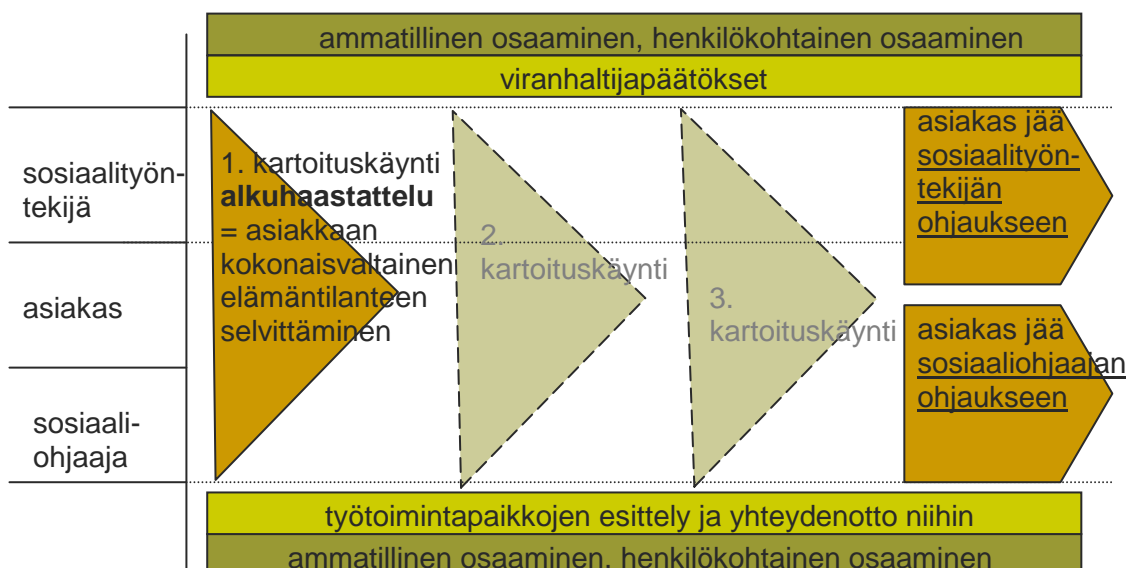 ammatillinen osaaminen, henkilökohtainen osaaminen
viranhaltijapäätökset
sosiaalityön-
tekijä
asiakas
sosiaali-
ohjaaja
1. kartoituskäynti
alkuhaastattelu
= asiakkaan
kokonaisvaltainen
elämäntilanteen
selvittäminen
2.
kartoituskäynti
3.
kartoituskäynti
asiakas jää
sosiaalityön-
tekijän
ohjaukseen
asiakas jää
sosiaaliohjaajan
ohjaukseen
työtoimintapaikkojen esittely ja yhteydenotto niihin
ammatillinen osaaminen, henkilökohtainen osaaminen